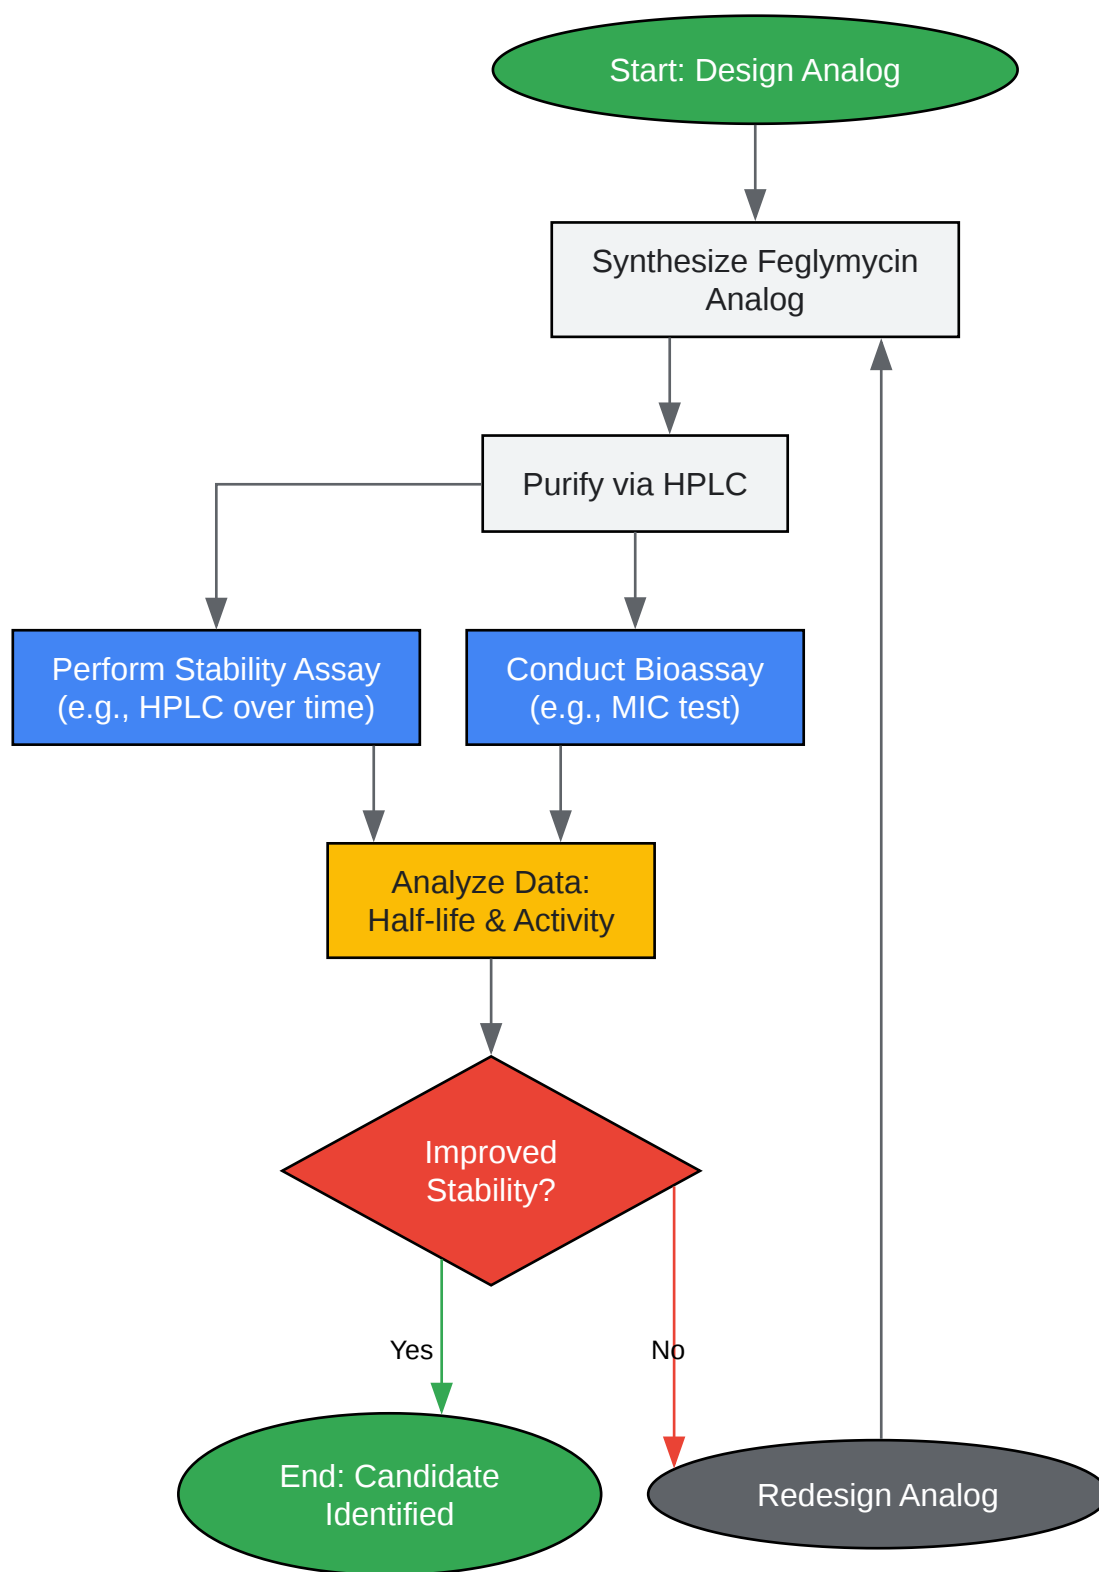 Start: Design Analog
Synthesize Feglymycin
Analog
Purify via HPLC
Perform Stability Assay
(e.g., HPLC over time)
Conduct Bioassay
(e.g., MIC test)
Analyze Data:
Half-life & Activity
Improved
Stability?
Yes
No
End: Candidate
Identified
Redesign Analog